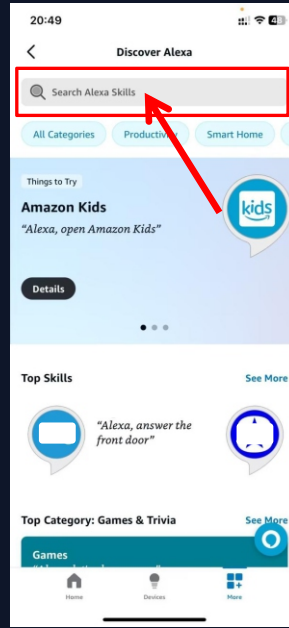 20:49
Discover Alexa
Search Alexa Skills
All Categories
Productivity
Smart Home
Things to Try
Amazon Kids
“Alexa, open Amazon Kids”
kids
Details
Top Skills
See More
“Alexa, answer the
front door”
Top Category: Games & Trivia
See More
Games
Home
Devices
More